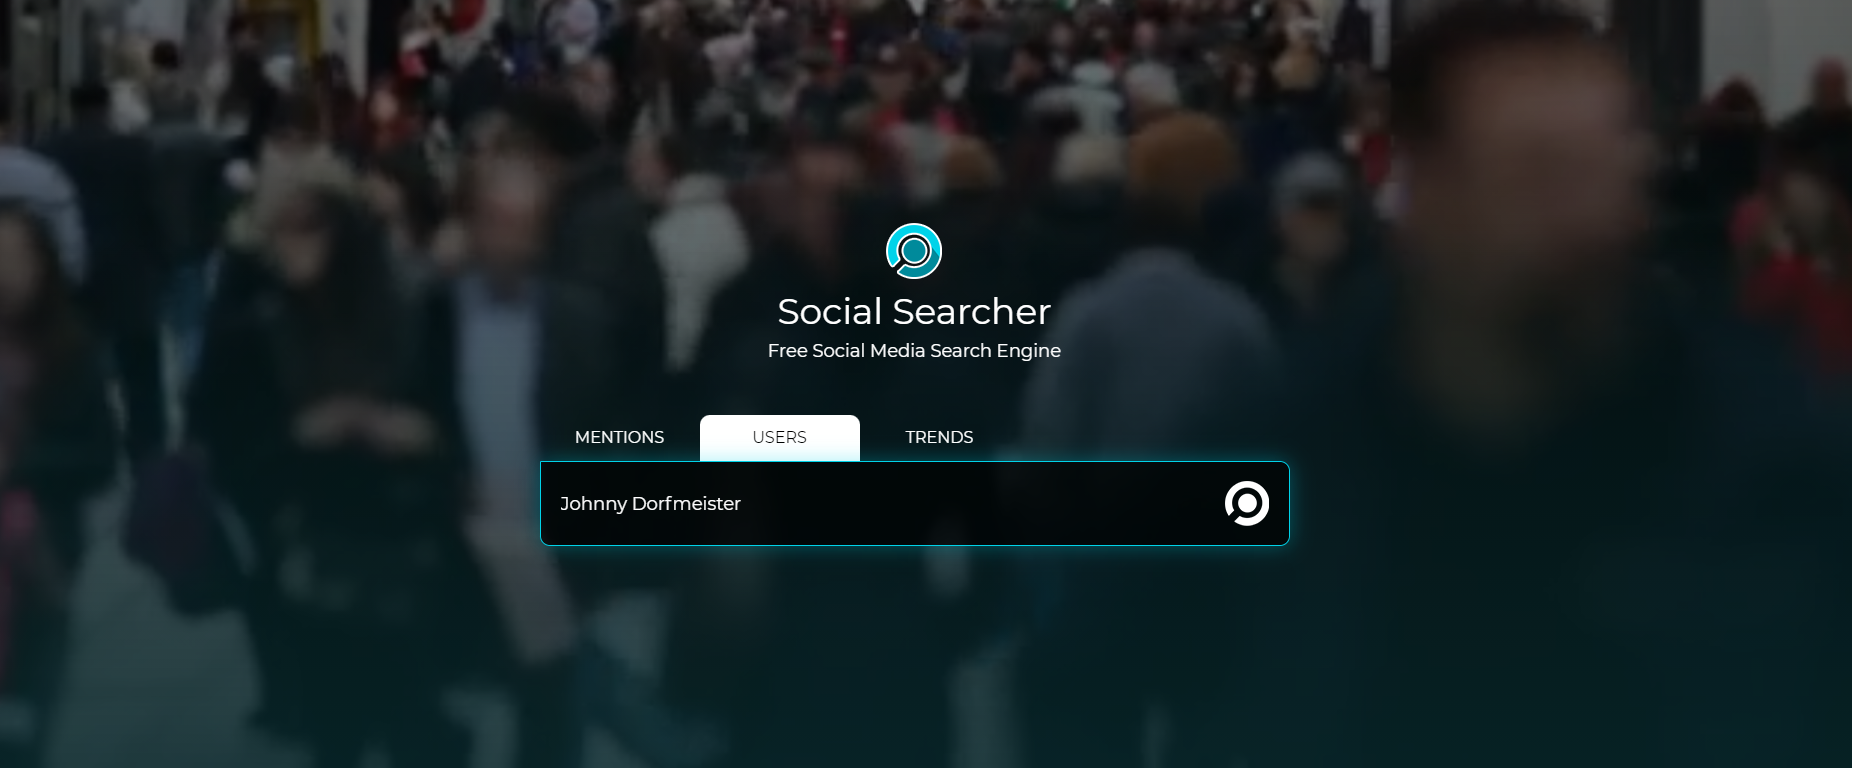 Social Searcher
Free Social Media Search Engine
MENTIONS USERS TRENDS
Johnny Dorfmeister